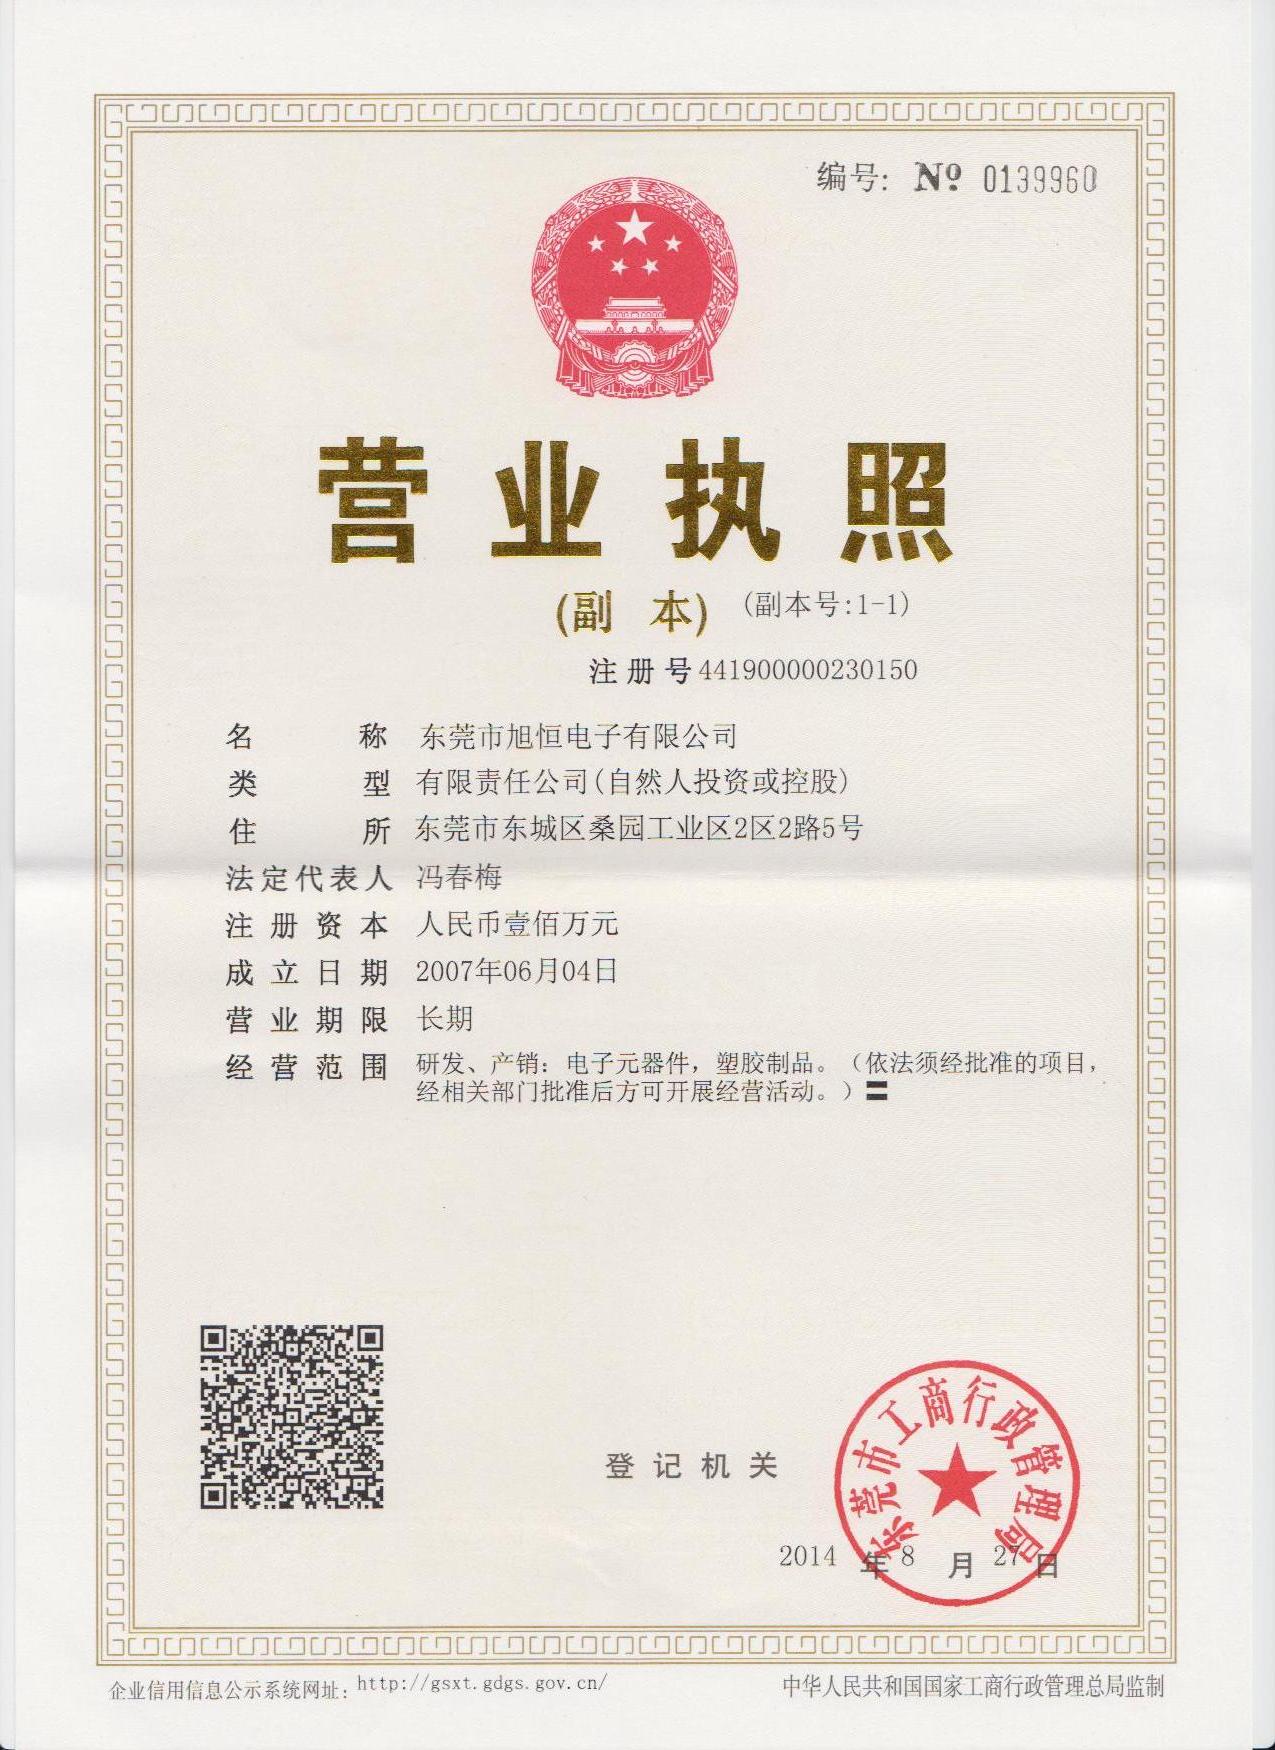 编号: № 0139960
营业执照
(副 本) (副本号:1-1)
注册号441900000230150
名称 东莞市旭恒电子有限公司
类型 有限责任公司(自然人投资或控股)
住所 东莞市东城区桑园工业区2区2路5号
法定代表人 冯春梅
注册资本 人民币壹佰万元
成立日期 2007年06月04日
营业期限 长期
经营范围 研发、产销：电子元器件，塑胶制品。（依法须经批准的项目，
经相关部门批准后方可开展经营活动。）〓
东莞市工商行政管理局
登记机关
2014 年 8 月 27 日
企业信用信息公示系统网址：http://gsxt.gdgs.gov.cn/
中华人民共和国国家工商行政管理总局监制